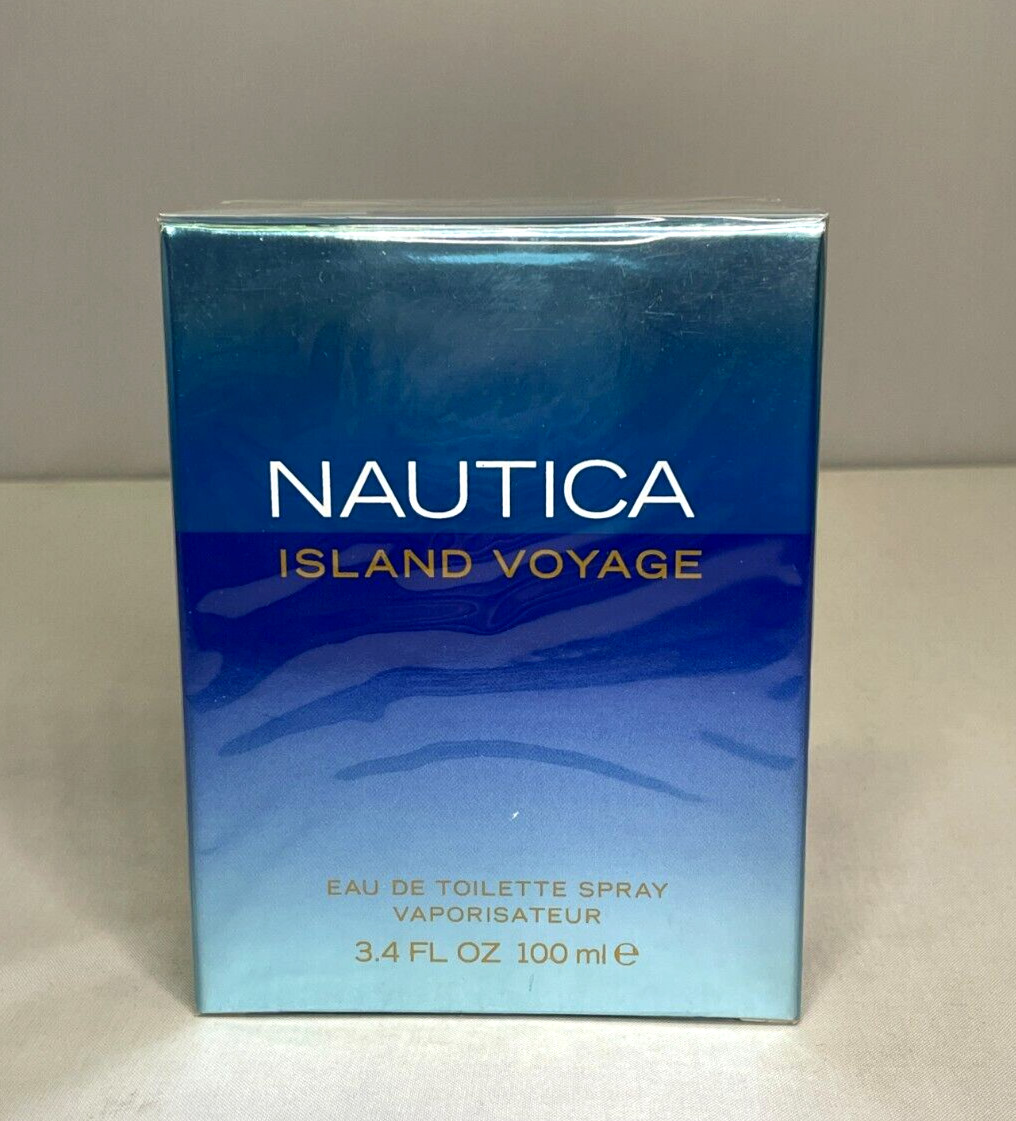 NAUTICA
ISLAND VOYAGE
EAU DE TOILETTE SPRAY
VAPORISATEUR
3.4 FL OZ 100 ml ℮